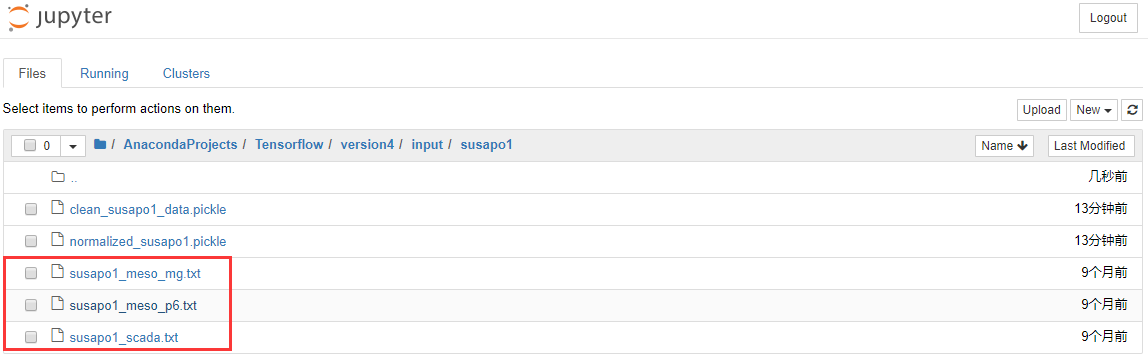 jupyter
Logout
Files Running Clusters
Select items to perform actions on them.
Upload New
0 / AnacondaProjects / Tensorflow / version4 / input / susapo1 Name Last Modified
.. 几秒前
clean_susapo1_data.pickle 13分钟前
normalized_susapo1.pickle 13分钟前
susapo1_meso_mg.txt 9个月前
susapo1_meso_p6.txt 9个月前
susapo1_scada.txt 9个月前